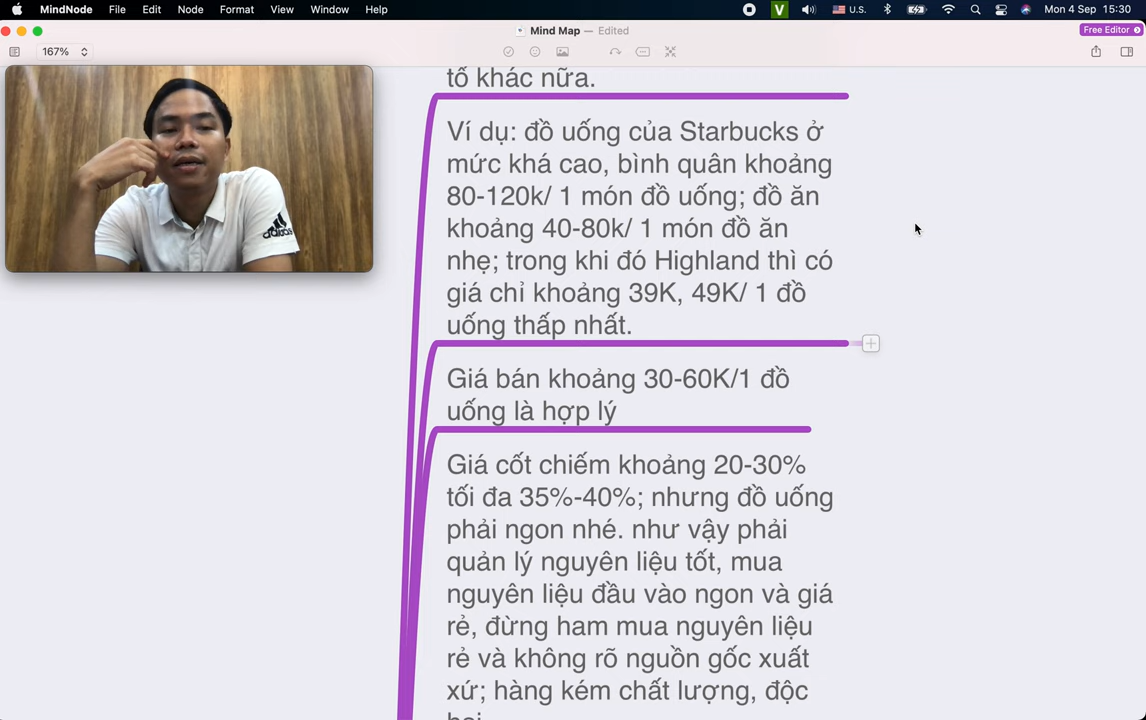 MindNode File Edit Node Format View Window Help
V U.S. Mon 4 Sep 15:30
Mind Map — Edited
Free Editor
167%
tố khác nữa.
Ví dụ: đồ uống của Starbucks ở
mức khá cao, bình quân khoảng
80-120k/ 1 món đồ uống; đồ ăn
khoảng 40-80k/ 1 món đồ ăn
nhẹ; trong khi đó Highland thì có
giá chỉ khoảng 39K, 49K/ 1 đồ
uống thấp nhất.
Giá bán khoảng 30-60K/1 đồ
uống là hợp lý
Giá cốt chiếm khoảng 20-30%
tối đa 35%-40%; nhưng đồ uống
phải ngon nhé. như vậy phải
quản lý nguyên liệu tốt, mua
nguyên liệu đầu vào ngon và giá
rẻ, đừng ham mua nguyên liệu
rẻ và không rõ nguồn gốc xuất
xứ; hàng kém chất lượng, độc
adidas